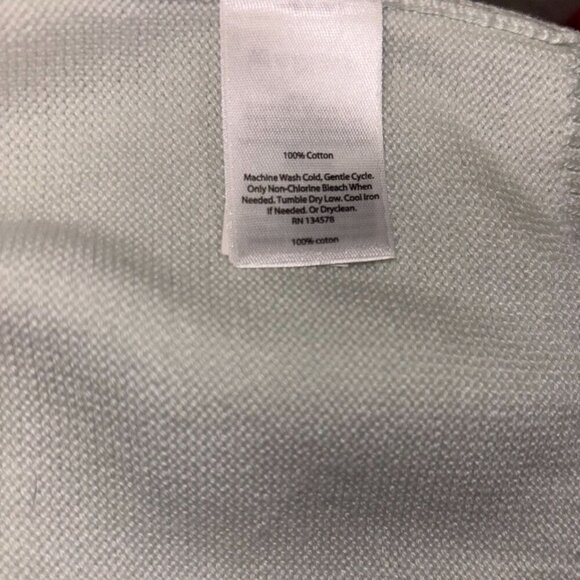 100% Cotton
Machine Wash Cold, Gentle Cycle.
Only Non-Chlorine Bleach When
Needed. Tumble Dry Low. Cool Iron
If Needed. Or Dryclean.
RN 134578
100% coton